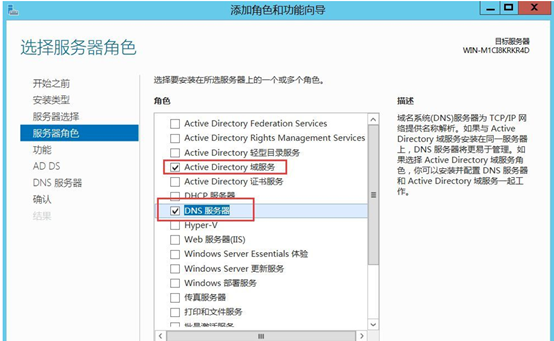 添加角色和功能向导
选择服务器角色
目标服务器
WIN-M1CI8KRKR4D
开始之前
安装类型
服务器选择
服务器角色
功能
AD DS
DNS 服务器
确认
结果
选择要安装在所选服务器上的一个或多个角色。
角色
Active Directory Federation Services
Active Directory Rights Management Services
Active Directory 轻型目录服务
Active Directory 域服务
Active Directory 证书服务
DHCP 服务器
DNS 服务器
Hyper-V
Web 服务器(IIS)
Windows Server Essentials 体验
Windows Server 更新服务
Windows 部署服务
传真服务器
打印和文件服务
批量激活服务
描述
域名系统(DNS)服务器为 TCP/IP 网
络提供名称解析。如果与 Active
Directory 域服务安装在同一服务器
上，DNS 服务器将更易于管理。如
果选择 Active Directory 域服务角
色，你可以安装并配置 DNS 服务器
和 Active Directory 域服务一起工
作。